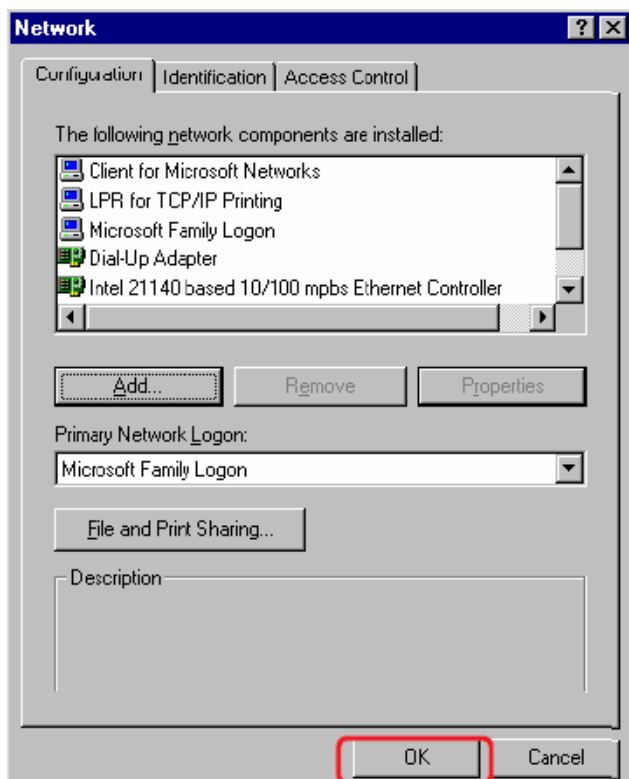 Network
Configuration Identification Access Control
The following network components are installed:
Client for Microsoft Networks
LPR for TCP/IP Printing
Microsoft Family Logon
Dial-Up Adapter
Intel 21140 based 10/100 mpbs Ethernet Controller
Add... Remove Properties
Primary Network Logon:
Microsoft Family Logon
File and Print Sharing...
Description
OK Cancel